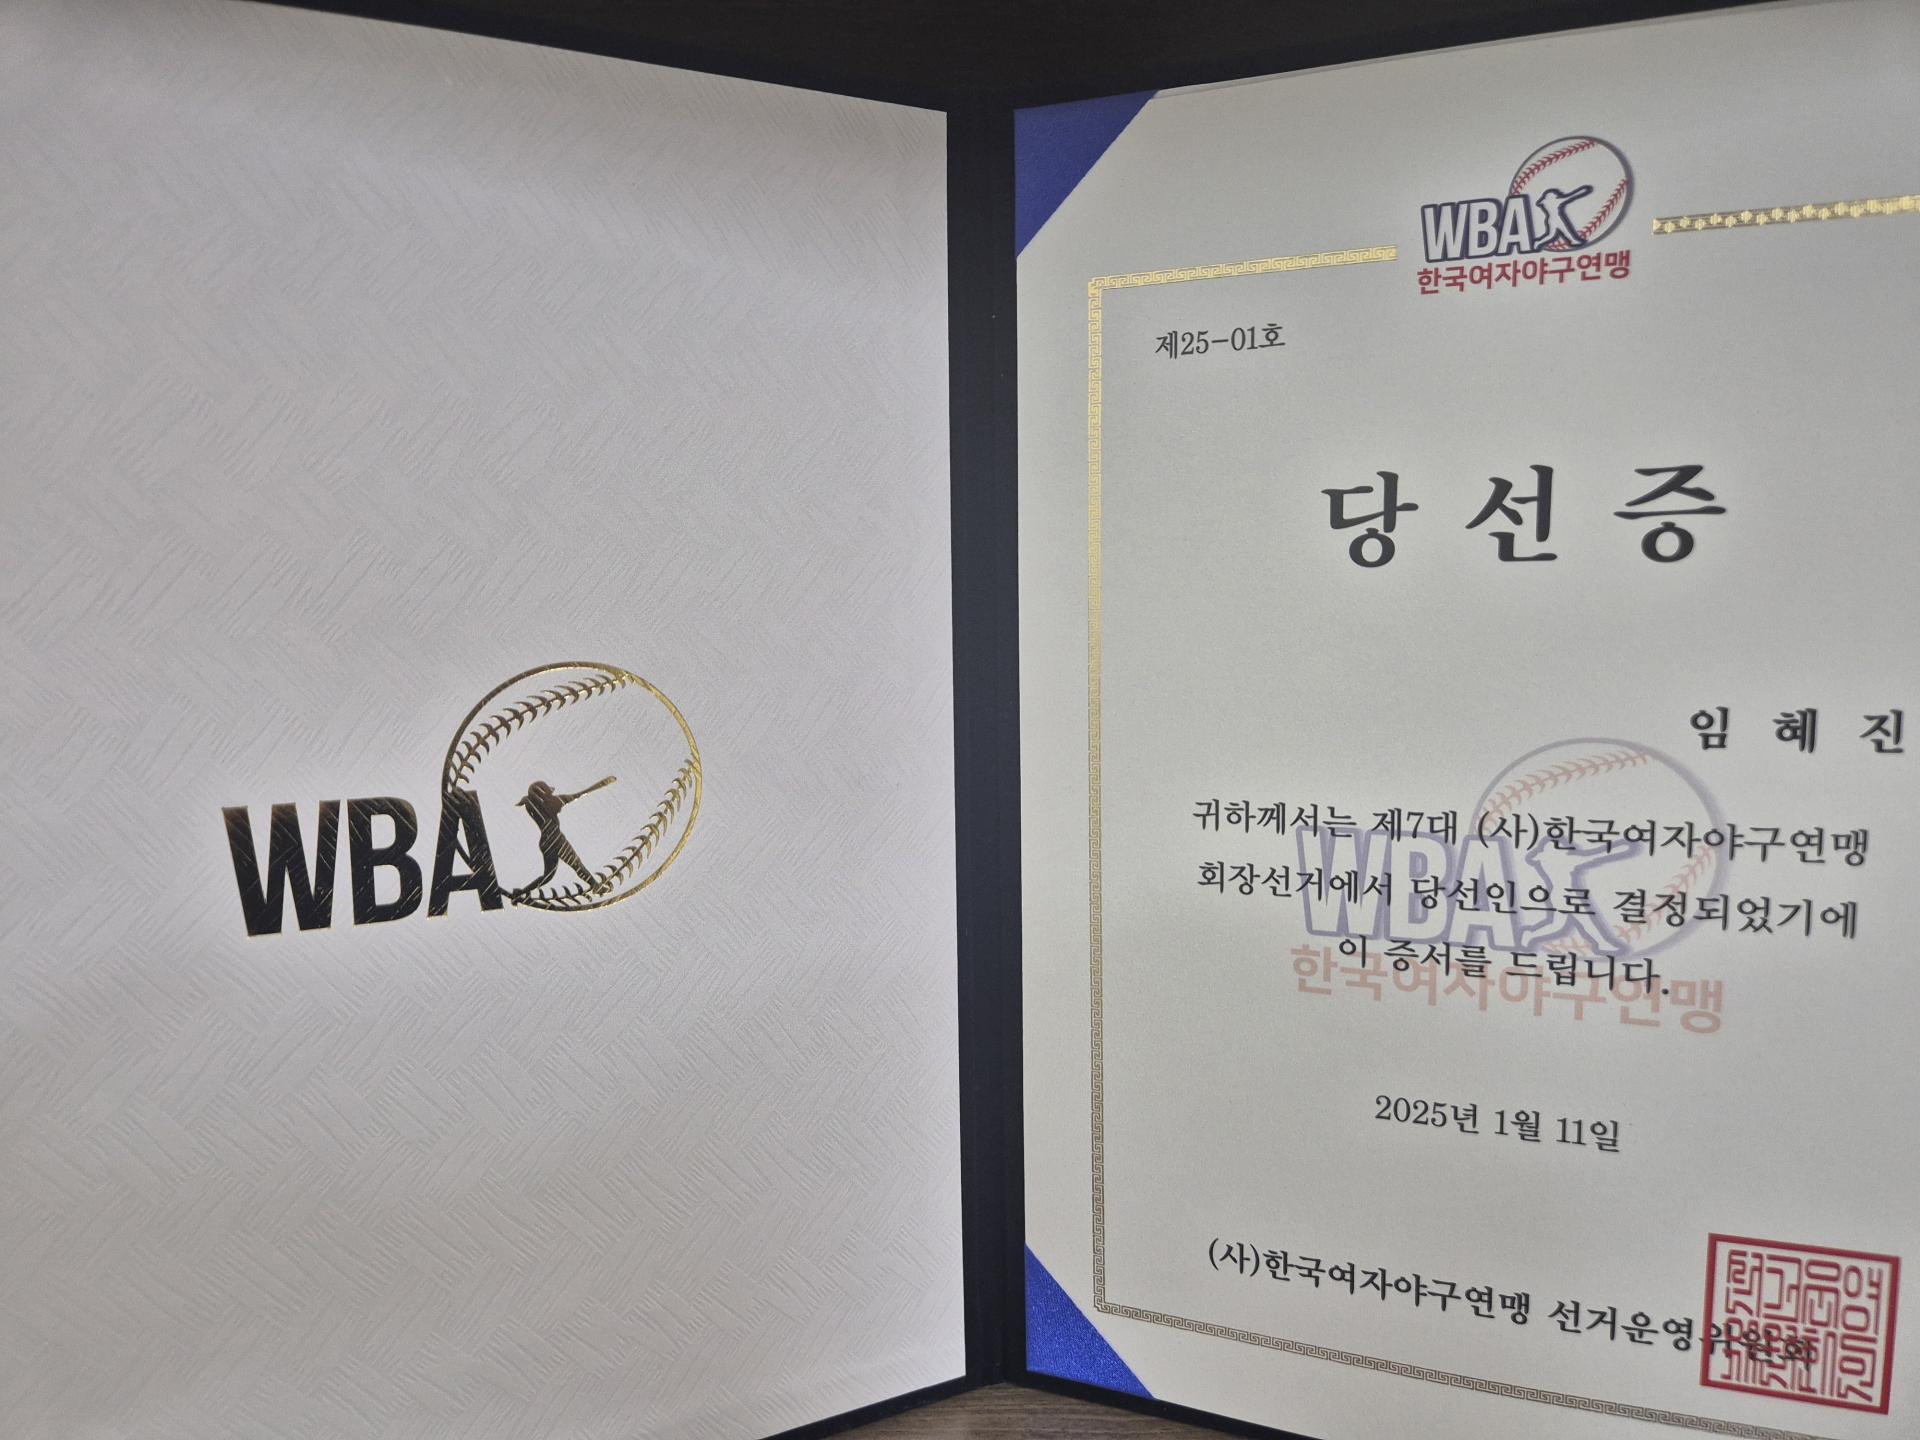 WBA
WBA
한국여자야구연맹
제25-01호
당 선 증
임 혜 진
귀하께서는 제7대 (사)한국여자야구연맹
회장선거에서 당선인으로 결정되었기에
이 증서를 드립니다.
WBA
한국여자야구연맹
2025년 1월 11일
(사)한국여자야구연맹 선거운영위원회